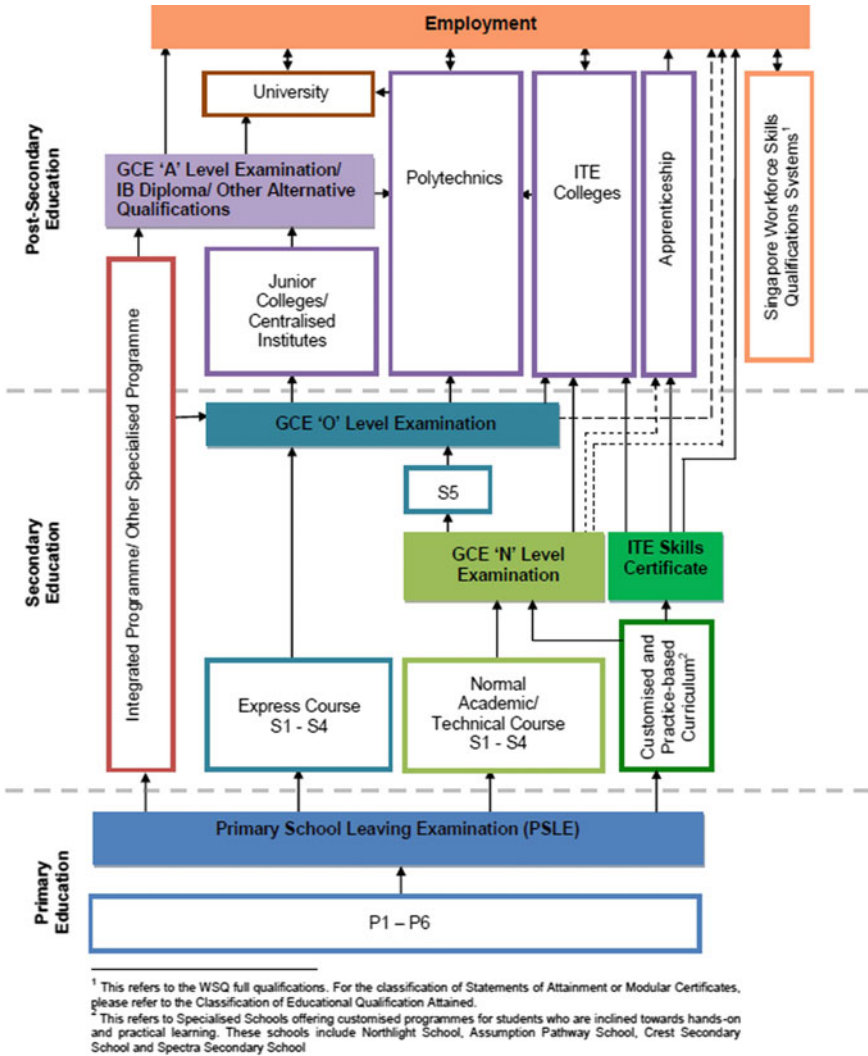 Employment
Post-Secondary
Education
University
GCE ‘A’ Level Examination/
IB Diploma/ Other Alternative
Qualifications
Polytechnics
ITE
Colleges
Apprenticeship
Singapore Workforce Skills
Qualifications Systems¹
Junior
Colleges/
Centralised
Institutes
Integrated Programme/ Other Specialised Programme
Secondary
Education
GCE ‘O’ Level Examination
S5
GCE ‘N’ Level
Examination
ITE Skills
Certificate
Express Course
S1 - S4
Normal
Academic/
Technical Course
S1 - S4
Customised and
Practice-based
Curriculum²
Primary
Education
Primary School Leaving Examination (PSLE)
P1 – P6
¹ This refers to the WSQ full qualifications. For the classification of Statements of Attainment or Modular Certificates,
please refer to the Classification of Educational Qualification Attained.
² This refers to Specialised Schools offering customised programmes for students who are inclined towards hands-on
and practical learning. These schools include Northlight School, Assumption Pathway School, Crest Secondary
School and Spectra Secondary School